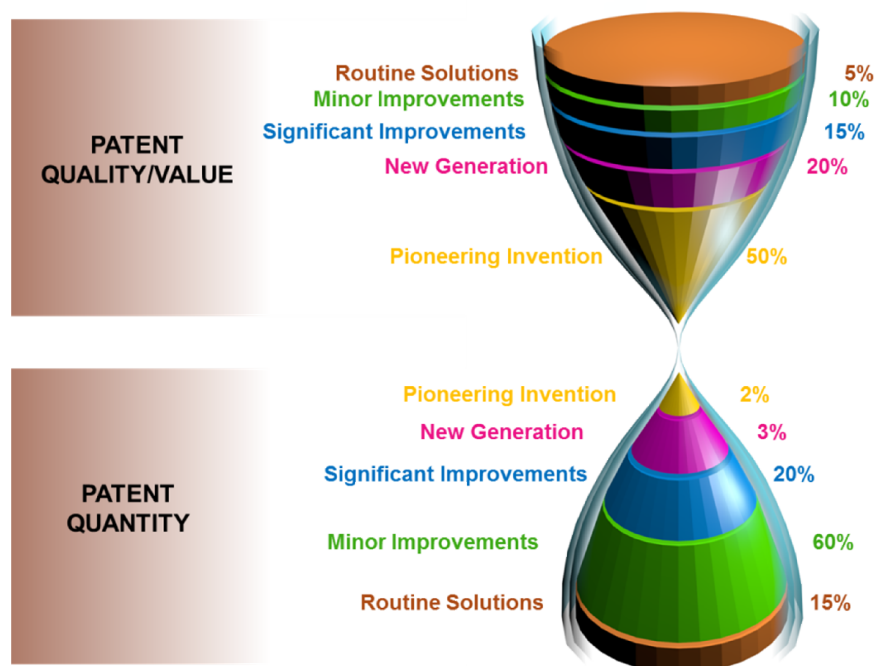 PATENT
QUALITY/VALUE
Routine Solutions 5%
Minor Improvements 10%
Significant Improvements 15%
New Generation 20%
Pioneering Invention 50%
PATENT
QUANTITY
Pioneering Invention 2%
New Generation 3%
Significant Improvements 20%
Minor Improvements 60%
Routine Solutions 15%